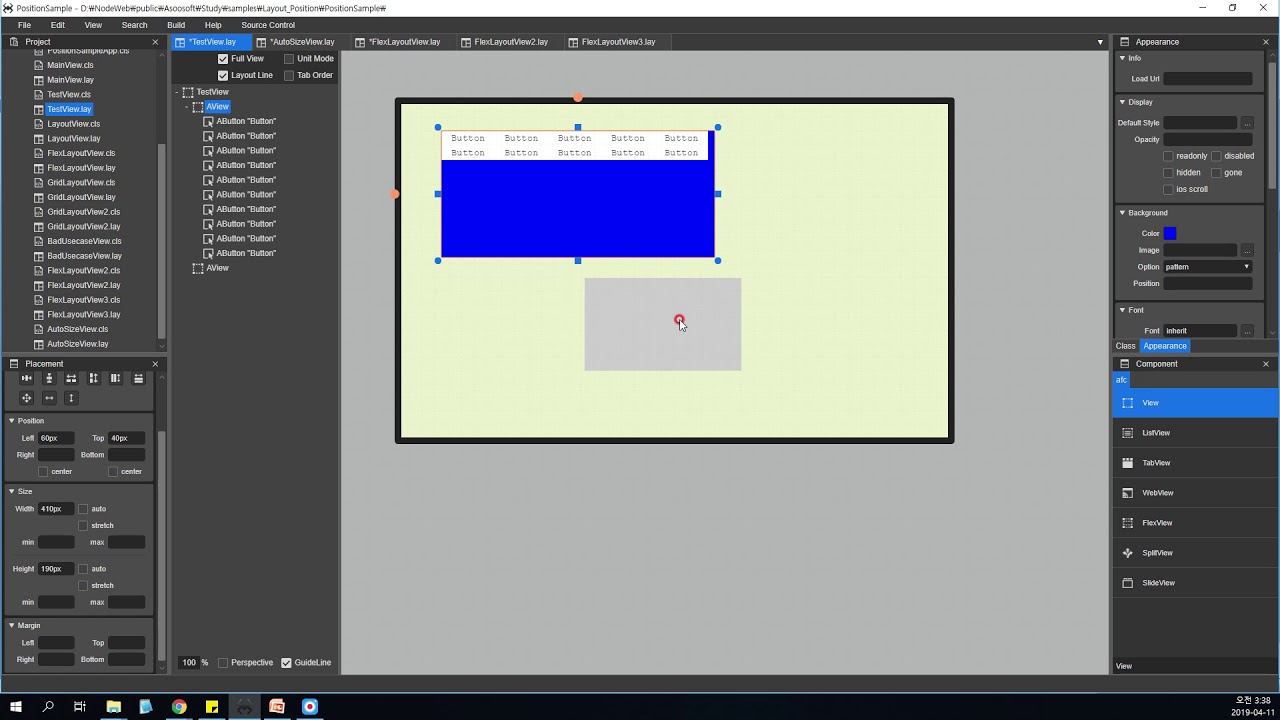 PositionSample – D:₩NodeWeb₩public₩Asoosoft₩Study₩samples₩Layout_Position₩PositionSample₩
File Edit View Search Build Help Source Control
Project
PositionSampleApp.cls
MainView.cls
MainView.lay
TestView.cls
TestView.lay
LayoutView.cls
LayoutView.lay
FlexLayoutView.cls
FlexLayoutView.lay
GridLayoutView.cls
GridLayoutView.lay
GridLayoutView2.cls
GridLayoutView2.lay
BadUsecaseView.cls
BadUsecaseView.lay
FlexLayoutView2.cls
FlexLayoutView2.lay
FlexLayoutView3.cls
FlexLayoutView3.lay
AutoSizeView.cls
AutoSizeView.lay
Placement
Position
Left 60px Top 40px
Right Bottom
center center
Size
Width 410px auto
stretch
min max
Height 190px auto
stretch
min max
Margin
Left Top
Right Bottom
*TestView.lay *AutoSizeView.lay *FlexLayoutView.lay FlexLayoutView2.lay FlexLayoutView3.lay
Full View Unit Mode
Layout Line Tab Order
- TestView
- AView
AButton "Button"
AButton "Button"
AButton "Button"
AButton "Button"
AButton "Button"
AButton "Button"
AButton "Button"
AButton "Button"
AButton "Button"
AButton "Button"
AView
100 % Perspective GuideLine
Button Button Button Button Button
Button Button Button Button Button
Appearance
Info
Load Url
Display
Default Style ...
Opacity
readonly disabled
hidden gone
ios scroll
Background
Color
Image ...
Option pattern
Position
Font
Font inherit ...
Class Appearance
Component
afc
View
ListView
TabView
WebView
FlexView
SplitView
SlideView
View
오전 3:38
2019-04-11